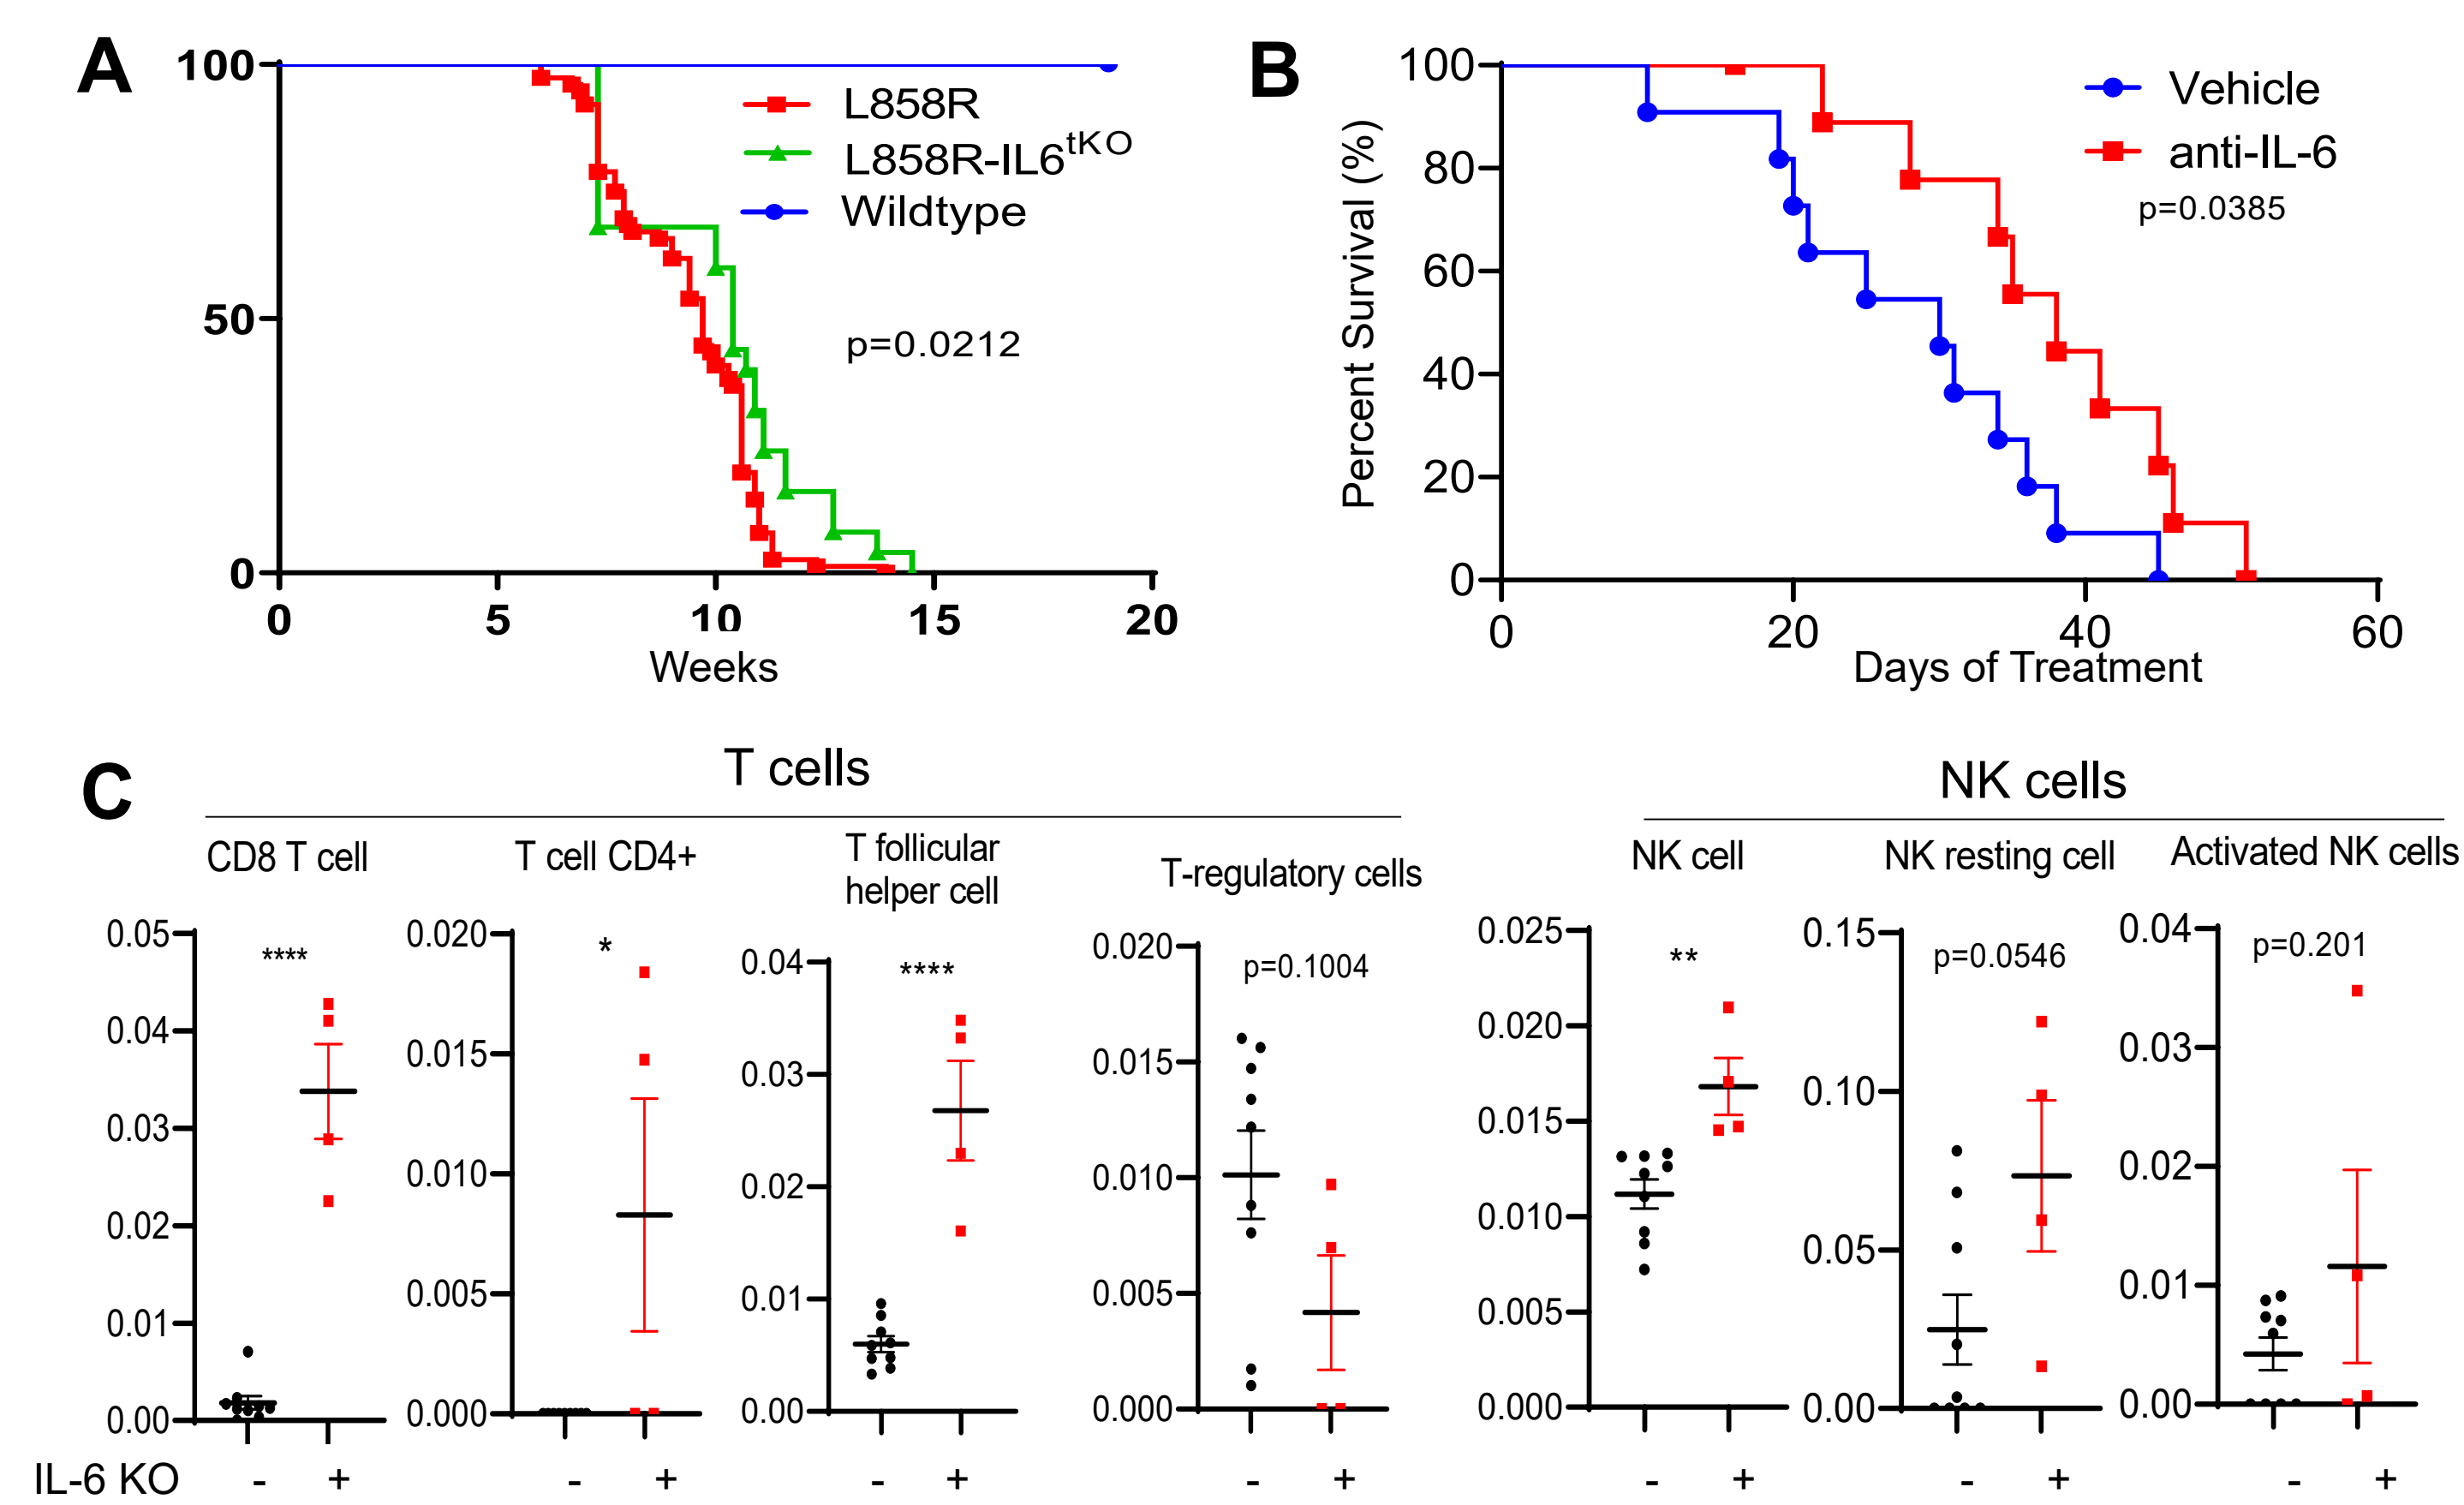 A
100
50
0
0
5
10
15
20
Weeks
L858R
L858R-IL6tKO
Wildtype
p=0.0212
B
Percent Survival (%)
100
80
60
40
20
0
0
20
40
60
Days of Treatment
Vehicle
anti-IL-6
p=0.0385
C
T cells
NK cells
CD8 T cell
0.05
0.04
0.03
0.02
0.01
0.00
****
T cell CD4+
0.020
0.015
0.010
0.005
0.000
*
T follicular
helper cell
0.04
0.03
0.02
0.01
0.00
****
T-regulatory cells
0.020
0.015
0.010
0.005
0.000
p=0.1004
NK cell
0.025
0.020
0.015
0.010
0.005
0.000
**
NK resting cell
0.15
0.10
0.05
0.00
p=0.0546
Activated NK cells
0.04
0.03
0.02
0.01
0.00
p=0.201
IL-6 KO - + - + - + - + - + - + - +